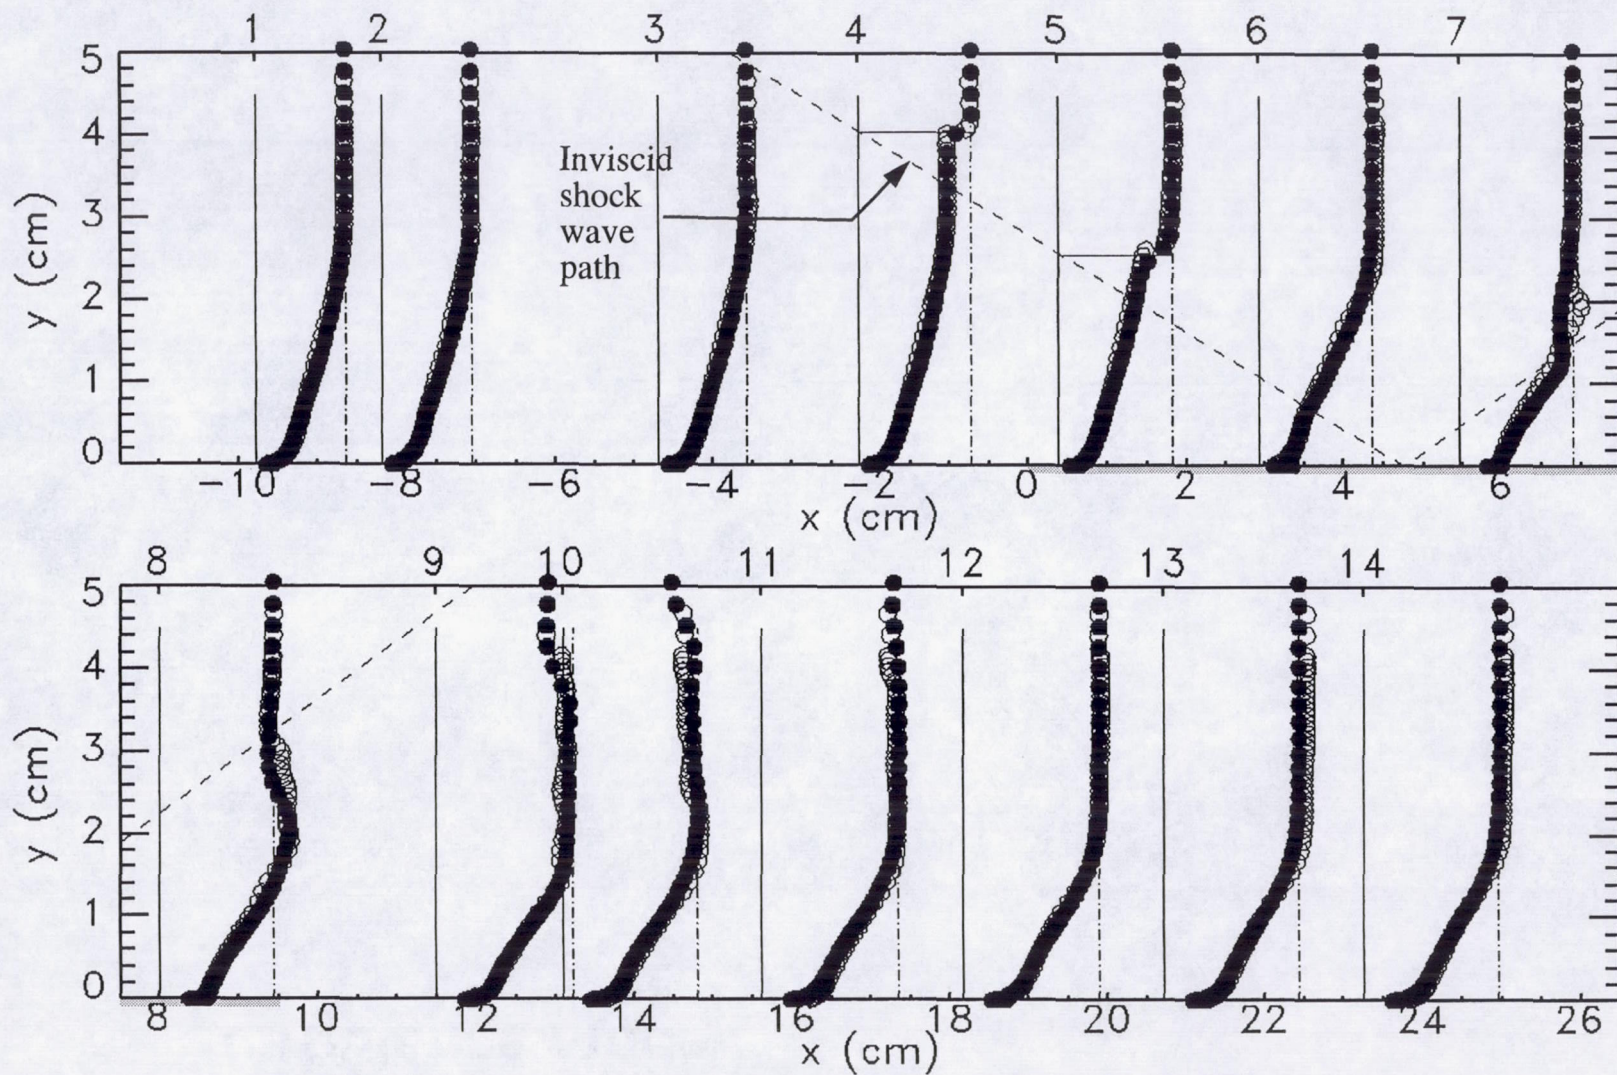 1 2 3 4 5 6 7
5
4
3
2
1
0
y (cm)
Inviscid
shock
wave
path
−10 −8 −6 −4 −2 0 2 4 6
x (cm)
8 9 10 11 12 13 14
5
4
3
2
1
0
y (cm)
8 10 12 14 16 18 20 22 24 26
x (cm)